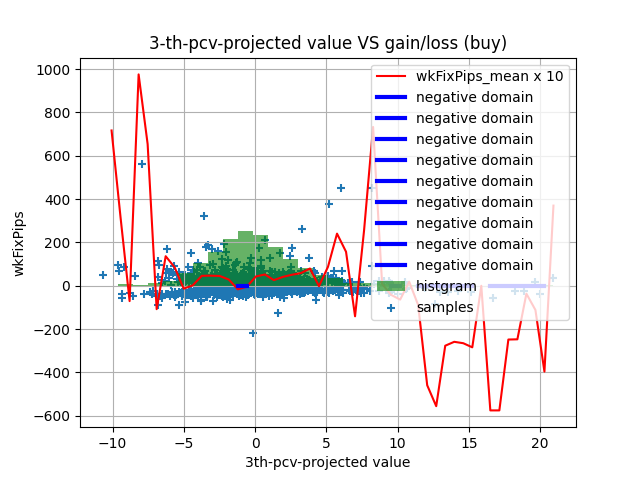 3-th-pcv-projected value VS gain/loss (buy)
wkFixPips
1000
800
600
400
200
0
−200
−400
−600
wkFixPips_mean x 10
negative domain
negative domain
negative domain
negative domain
negative domain
negative domain
negative domain
negative domain
negative domain
histgram
samples
−10
−5
0
5
10
15
20
3th-pcv-projected value